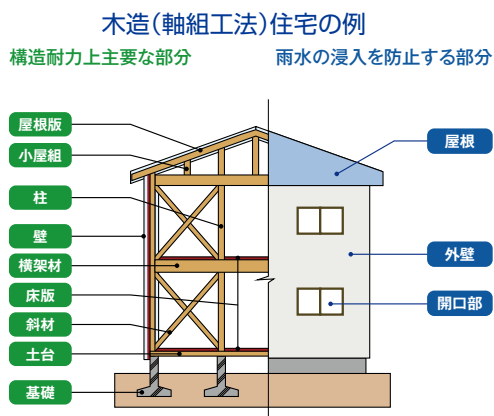 木造(軸組工法)住宅の例
構造耐力上主要な部分
雨水の浸入を防止する部分
屋根版
小屋組
柱
壁
横架材
床版
斜材
土台
基礎
屋根
外壁
開口部